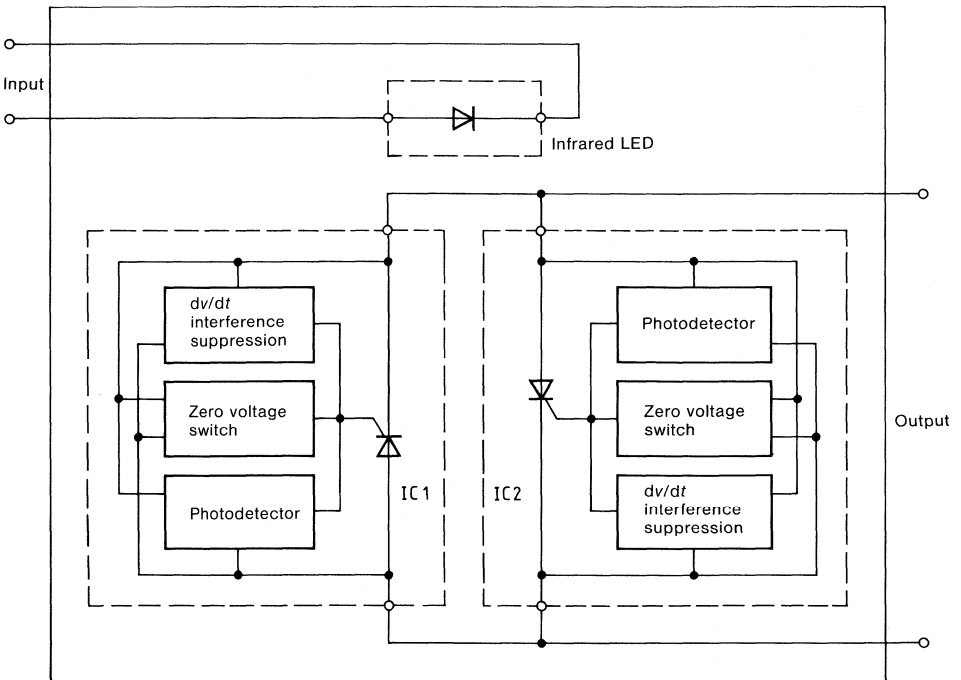 Input
Infrared LED
dv/dt
interference
suppression
Zero voltage
switch
Photodetector
IC1
IC2
Photodetector
Zero voltage
switch
dv/dt
interference
suppression
Output